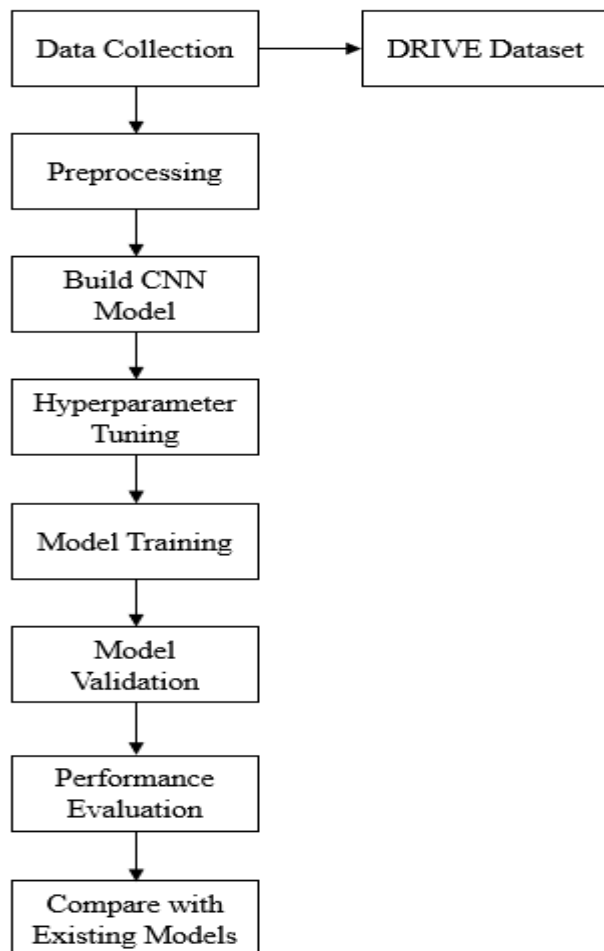 Data Collection
DRIVE Dataset
Preprocessing
Build CNN
Model
Hyperparameter
Tuning
Model Training
Model
Validation
Performance
Evaluation
Compare with
Existing Models